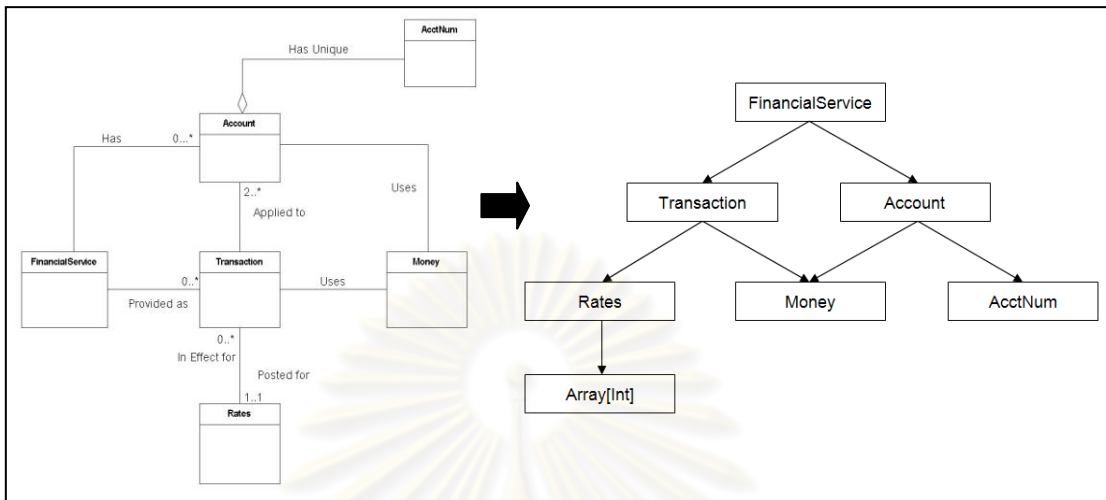 AcctNum
Has Unique
Account
Has
0...*
2..*
Uses
Applied to
FinancialService
Transaction
Money
0..*
Uses
Provided as
0..*
In Effect for
Posted for
1..1
Rates
FinancialService
Transaction
Account
Rates
Money
AcctNum
Array[Int]